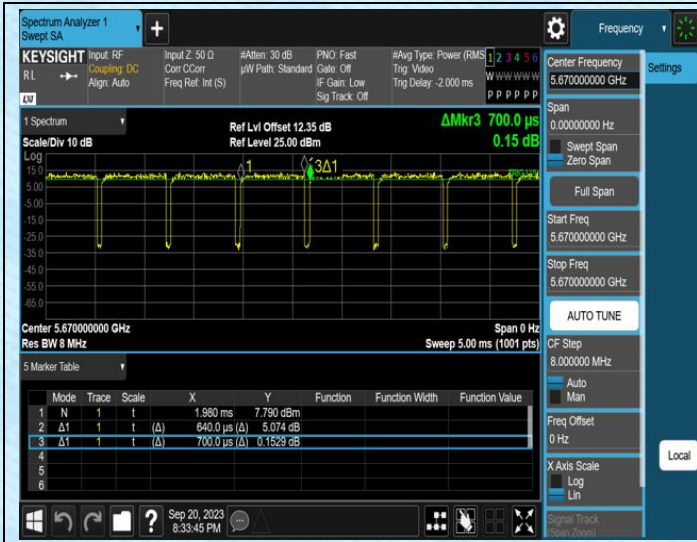 Spectrum Analyzer 1
Swept SA
Frequency
KEYSIGHT
RL
Input: RF
Coupling: DC
Align: Auto
Input Z: 50 Ω
Corr CCorr
Freq Ref: Int (S)
#Atten: 30 dB
µW Path: Standard
PNO: Fast
Gate: Off
IF Gain: Low
Sig Track: Off
#Avg Type: Power (RMS
Trig: Video
Trig Delay: -2.000 ms
1 2 3 4 5 6
W W W W W W
P P P P P P
LXI
1 Spectrum
Scale/Div 10 dB
Log
Ref Lvl Offset 12.35 dB
Ref Level 25.00 dBm
ΔMkr3 700.0 µs
0.15 dB
15.0
5.00
-5.00
-15.0
-25.0
-35.0
-45.0
-55.0
-65.0
1
3Δ1
Center 5.670000000 GHz
Res BW 8 MHz
Span 0 Hz
Sweep 5.00 ms (1001 pts)
5 Marker Table
Mode Trace Scale X Y Function Function Width Function Value
1 N 1 t 1.980 ms 7.790 dBm
2 Δ1 1 t (Δ) 640.0 µs (Δ) 5.074 dB
3 Δ1 1 t (Δ) 700.0 µs (Δ) 0.1529 dB
4
5
6
Sep 20, 2023
8:33:45 PM
Center Frequency
5.670000000 GHz
Span
0.00000000 Hz
Swept Span
Zero Span
Full Span
Start Freq
5.670000000 GHz
Stop Freq
5.670000000 GHz
AUTO TUNE
CF Step
8.000000 MHz
Auto
Man
Freq Offset
0 Hz
X Axis Scale
Log
Lin
Signal Track
(Span Zoom)
Settings
Local